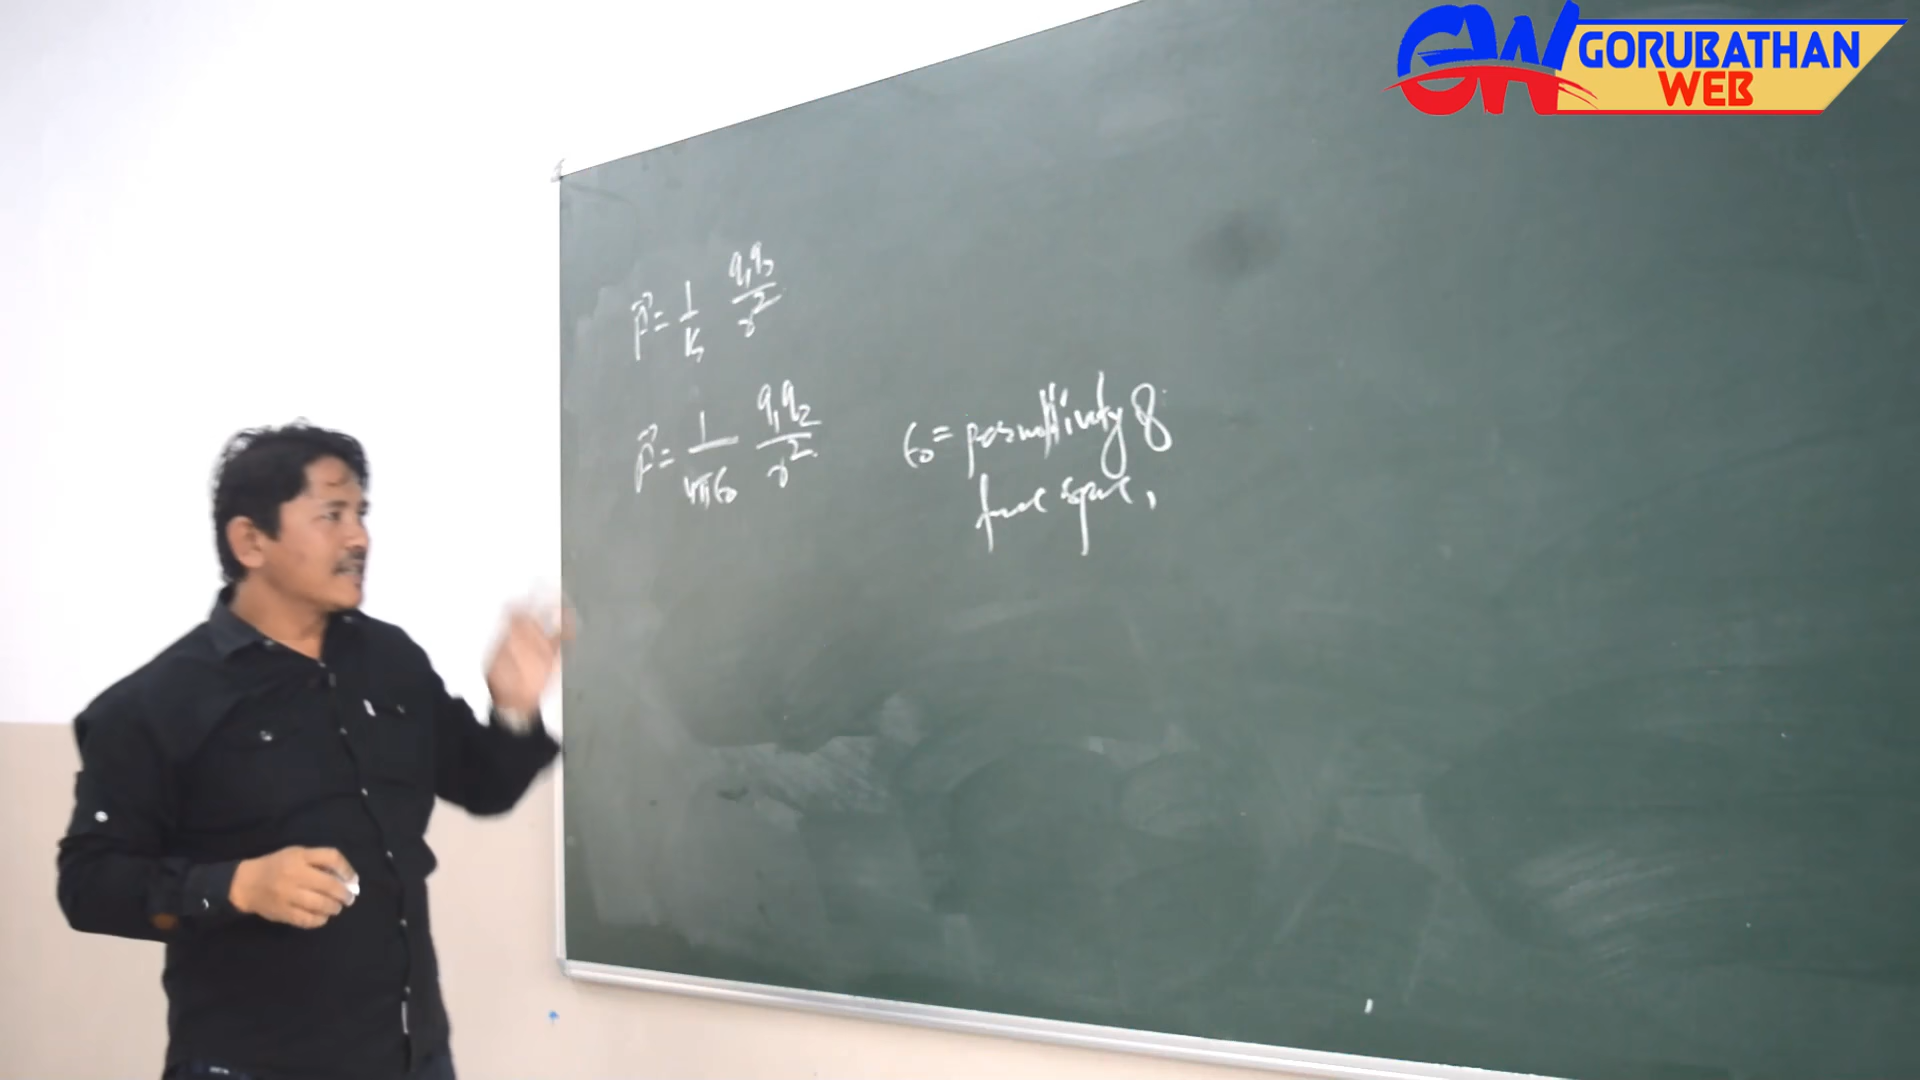 GORUBATHAN
WEB
F⃗ = 1/K q₁q₂/r²
F⃗ = 1/4πε₀ q₁q₂/r²
ε₀ = permittivity of
free space,